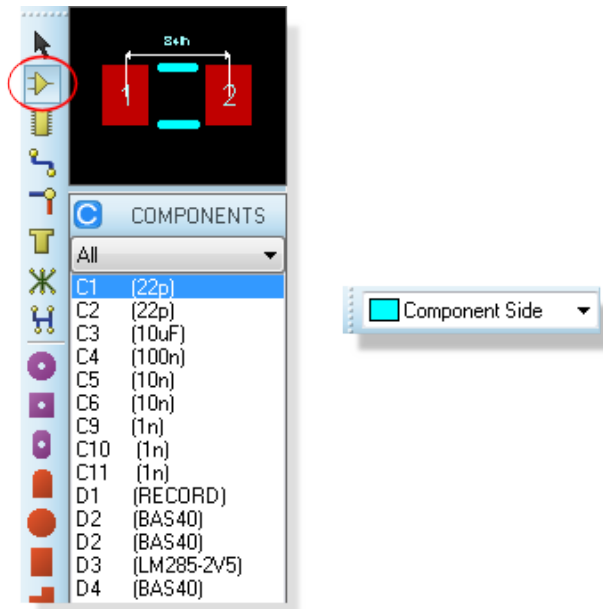 84th
1 2
C COMPONENTS
All
C1 (22p)
C2 (22p)
C3 (10uF)
C4 (100n)
C5 (10n)
C6 (10n)
C9 (1n)
C10 (1n)
C11 (1n)
D1 (RECORD)
D2 (BAS40)
D2 (BAS40)
D3 (LM285-2V5)
D4 (BAS40)
Component Side